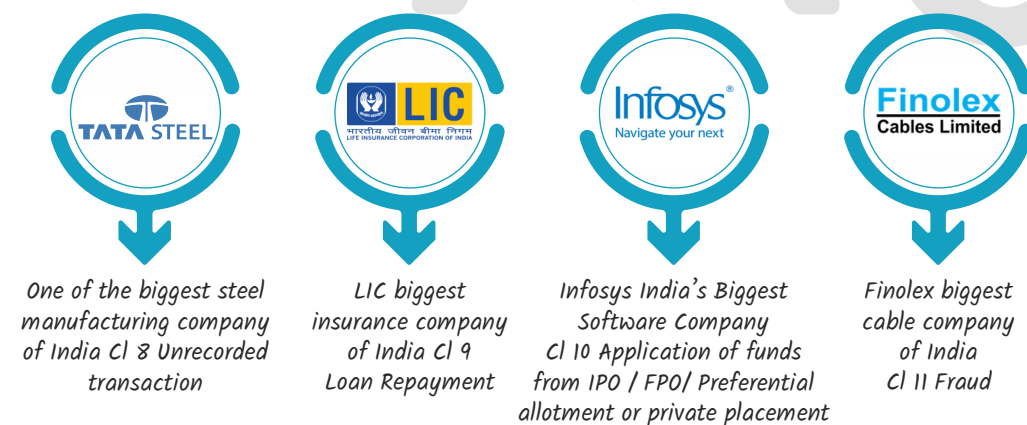 TATA STEEL
LIC
भारतीय जीवन बीमा निगम
LIFE INSURANCE CORPORATION OF INDIA
Infosys®
Navigate your next
Finolex
Cables Limited
One of the biggest steel
manufacturing company
of India Cl 8 Unrecorded
transaction
LIC biggest
insurance company
of India Cl 9
Loan Repayment
Infosys India's Biggest
Software Company
Cl 10 Application of funds
from IPO / FPO/ Preferential
allotment or private placement
Finolex biggest
cable company
of India
Cl 11 Fraud